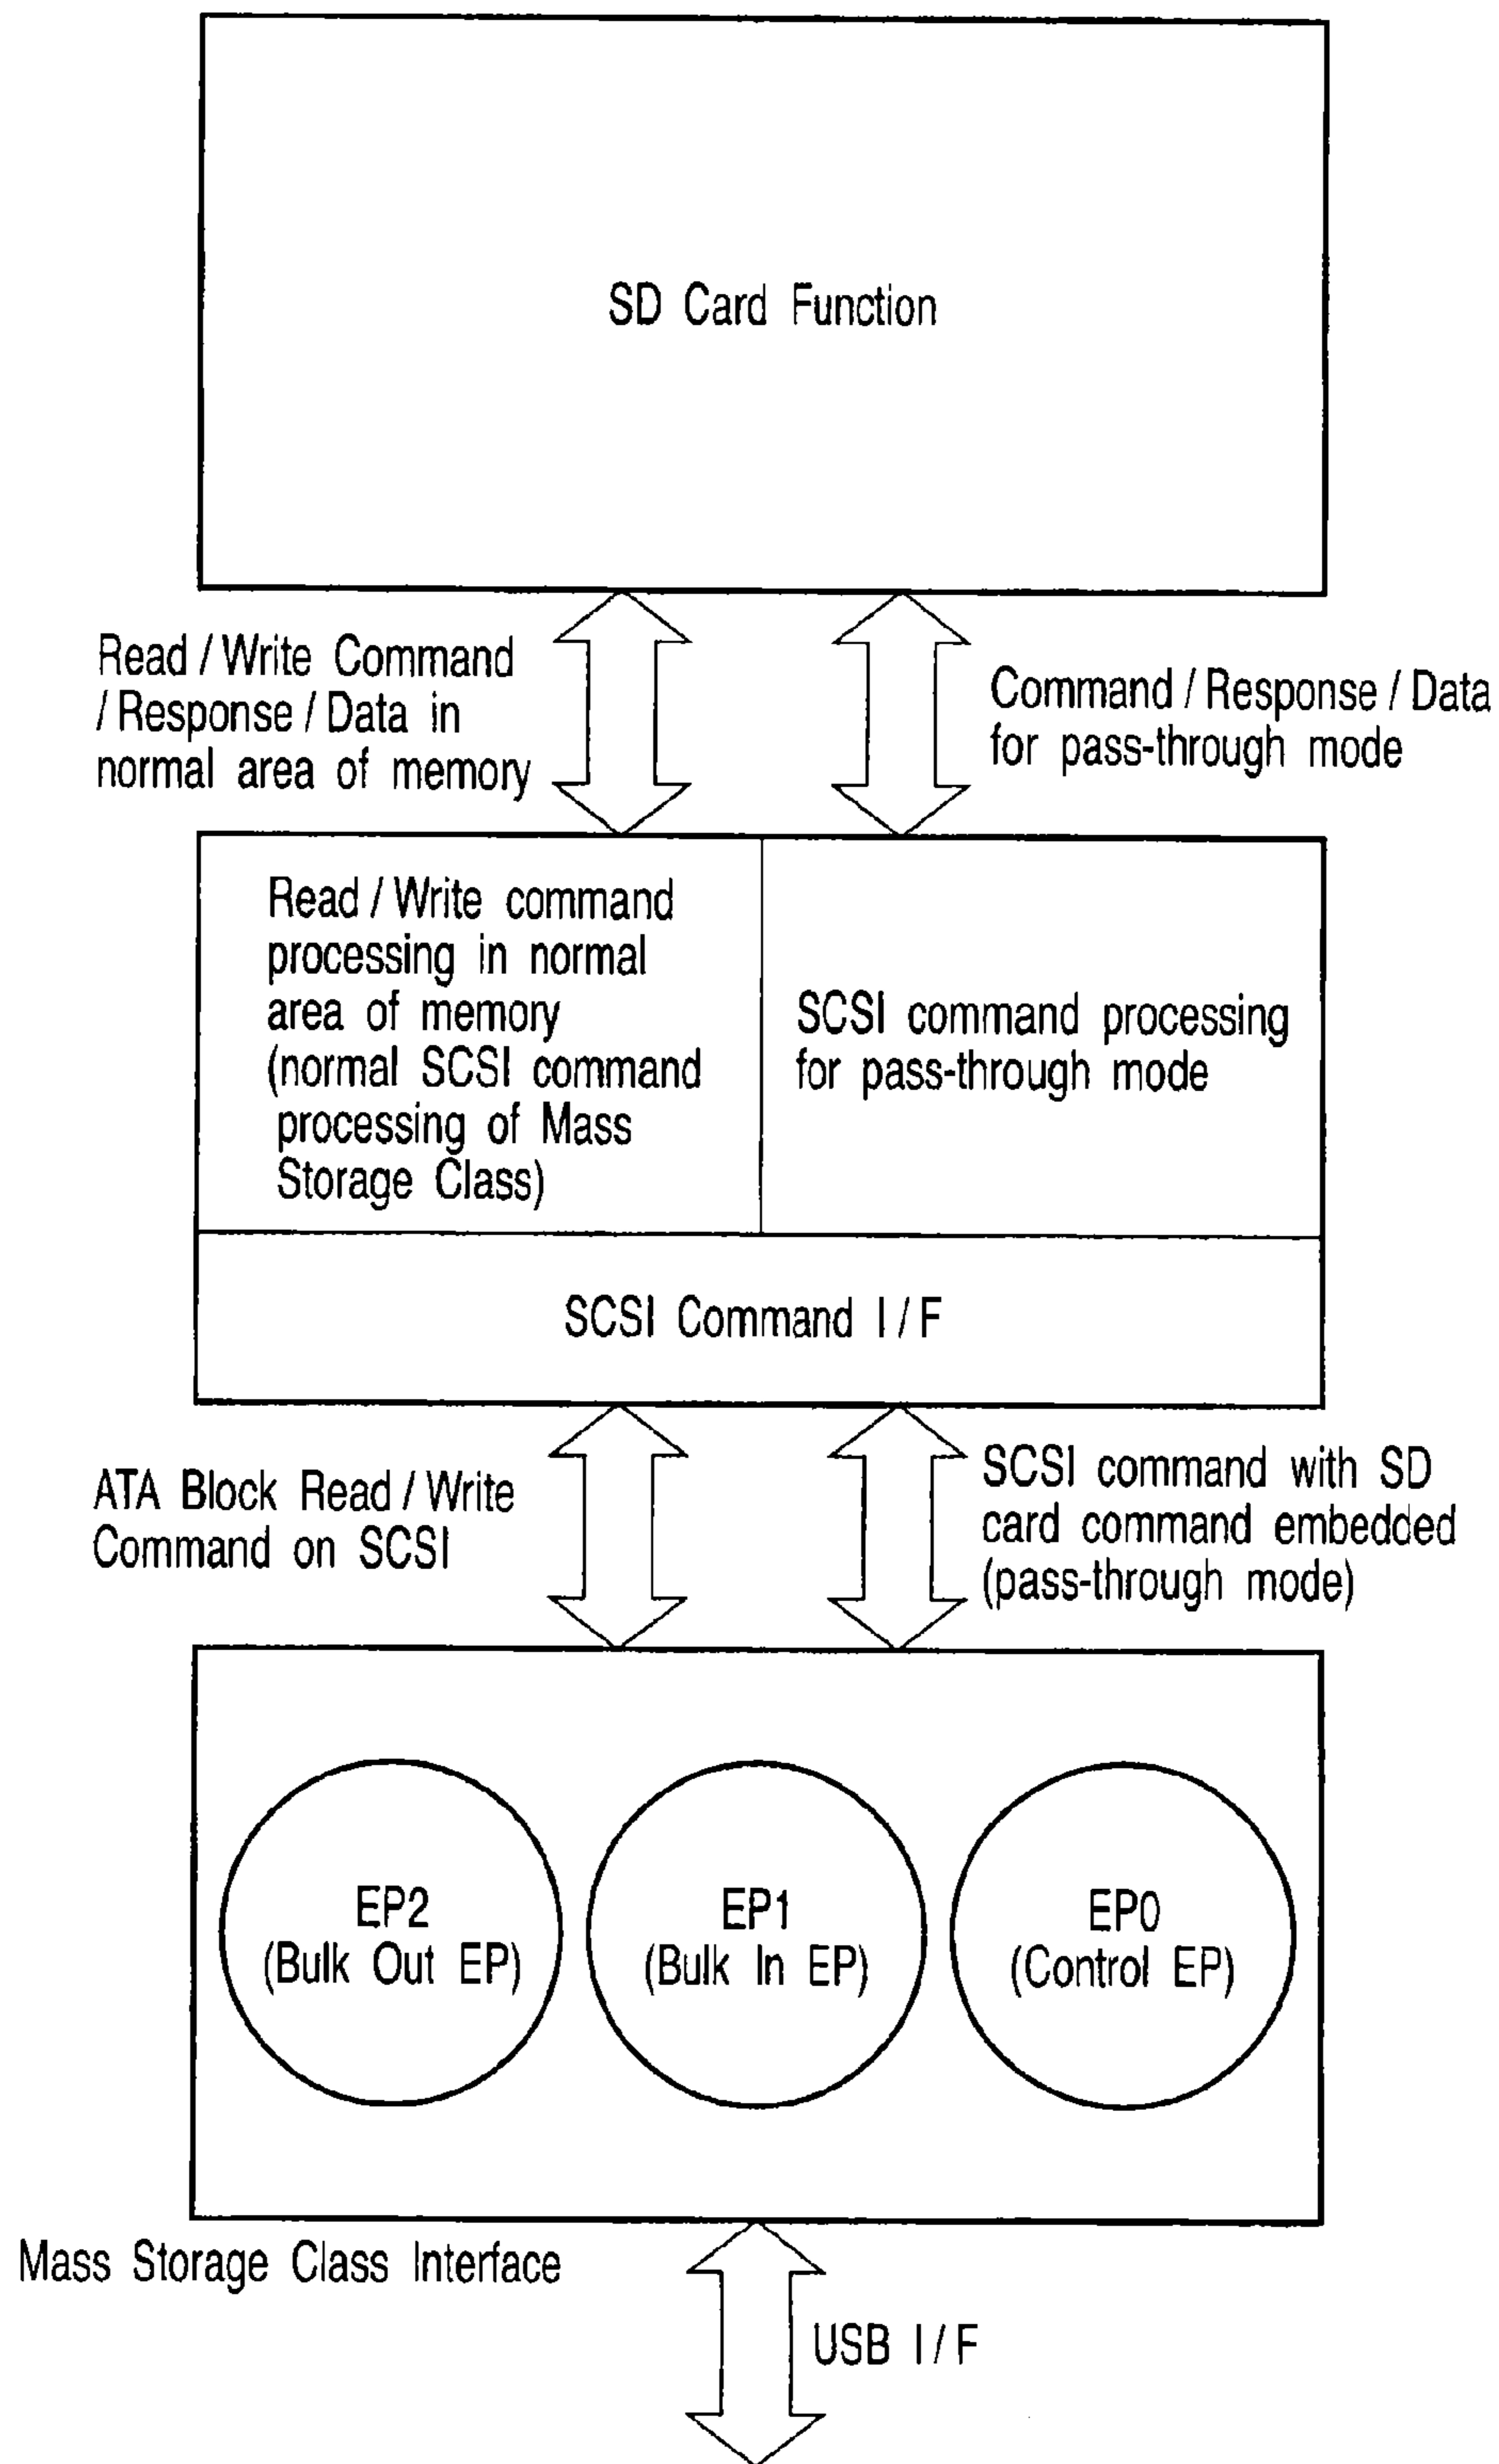 SD Card Function
Read / Write Command
/ Response / Data in
normal area of memory
Command / Response / Data
for pass-through mode
Read / Write command
processing in normal
area of memory
(normal SCSI command
processing of Mass
Storage Class)
SCSI command processing
for pass-through mode
SCSI Command I / F
ATA Block Read / Write
Command on SCSI
SCSI command with SD
card command embedded
(pass-through mode)
EP2
(Bulk Out EP)
EP1
(Bulk In EP)
EP0
(Control EP)
Mass Storage Class Interface
USB I / F